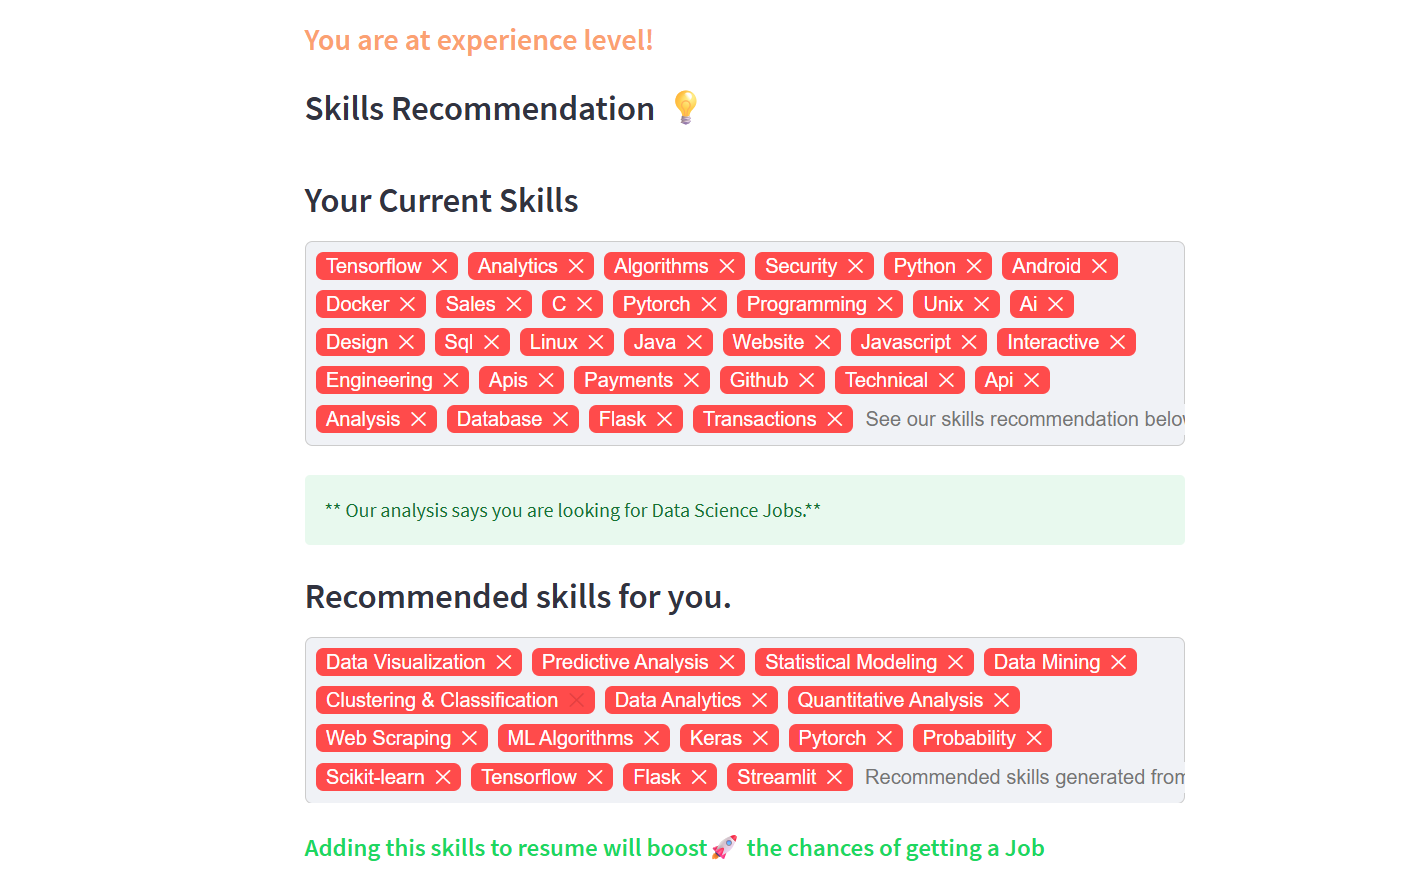 You are at experience level!
Skills Recommendation
Your Current Skills
Tensorflow Analytics Algorithms Security Python Android
Docker Sales C Pytorch Programming Unix Ai
Design Sql Linux Java Website Javascript Interactive
Engineering Apis Payments Github Technical Api
Analysis Database Flask Transactions See our skills recommendation below
** Our analysis says you are looking for Data Science Jobs.**
Recommended skills for you.
Data Visualization Predictive Analysis Statistical Modeling Data Mining
Clustering & Classification Data Analytics Quantitative Analysis
Web Scraping ML Algorithms Keras Pytorch Probability
Scikit-learn Tensorflow Flask Streamlit Recommended skills generated from
Adding this skills to resume will boost the chances of getting a Job